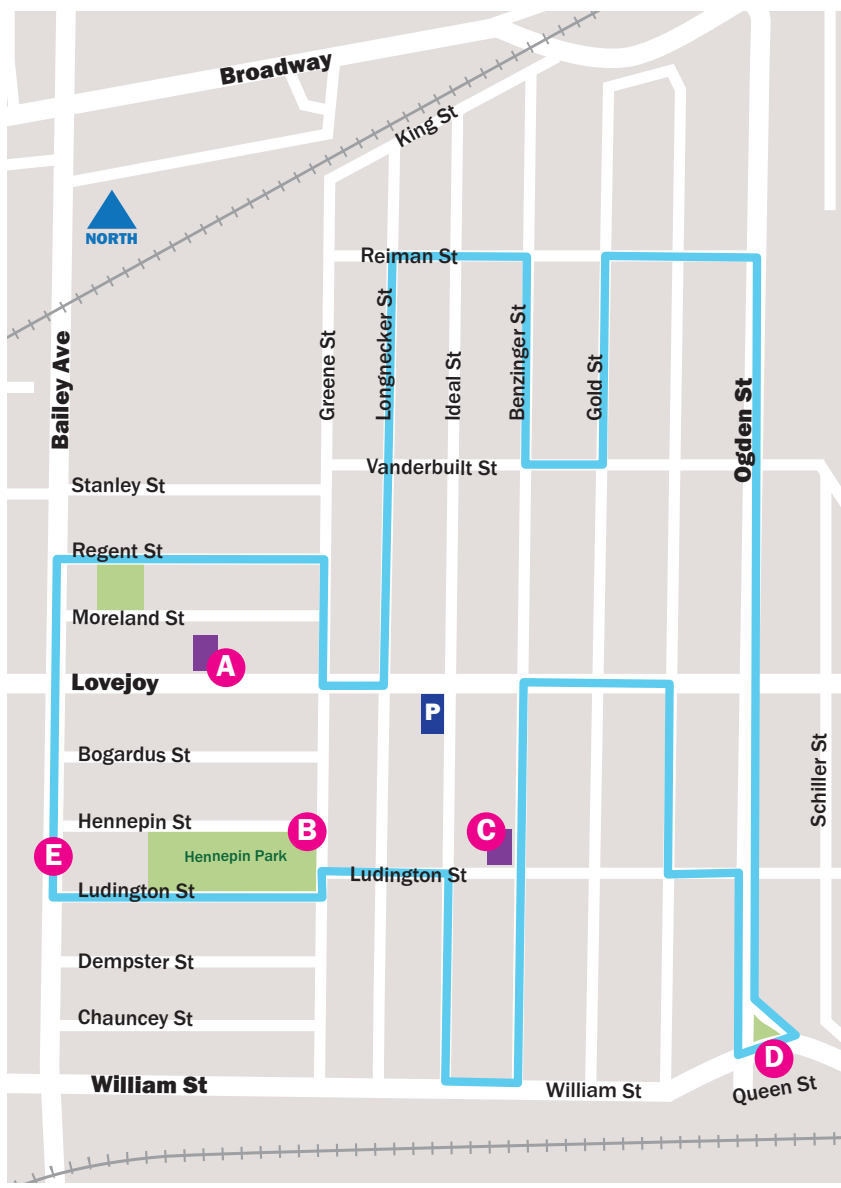 Broadway
King St
NORTH
Reiman St
Bailey Ave
Greene St
Longnecker St
Ideal St
Benzinger St
Gold St
Ogden St
Vanderbuilt St
Stanley St
Regent St
Moreland St
A
Lovejoy
P
Bogardus St
Schiller St
Hennepin St
B
C
E
Hennepin Park
Ludington St
Ludington St
Dempster St
Chauncey St
D
William St
William St
Queen St